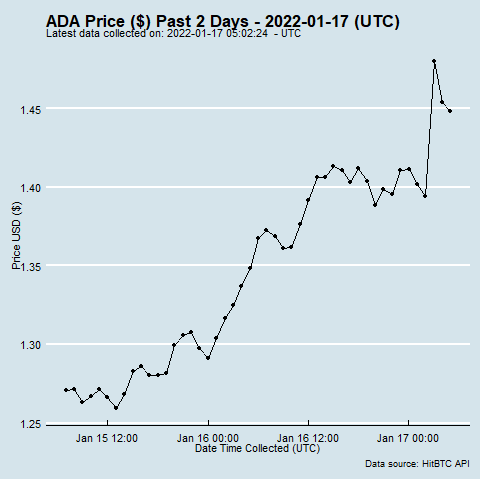 ADA Price ($) Past 2 Days - 2022-01-17 (UTC)
Latest data collected on: 2022-01-17 05:02:24 - UTC
1.45
1.40
1.35
1.30
1.25
Price USD ($)
Jan 15 12:00 Jan 16 00:00 Jan 16 12:00 Jan 17 00:00
Date Time Collected (UTC)
Data source: HitBTC API